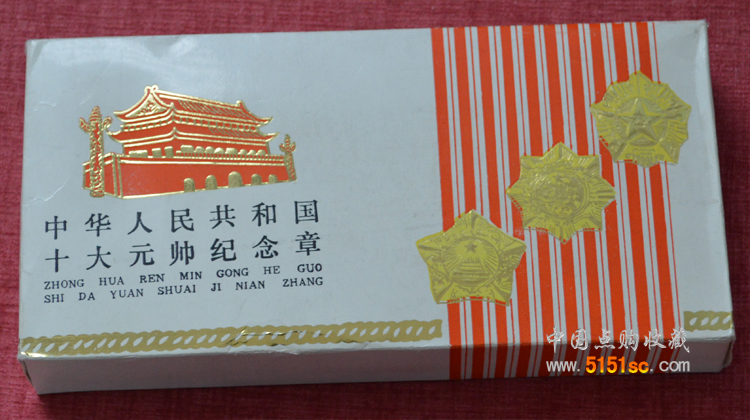 中华人民共和国
十大元帅纪念章
ZHONG HUA REN MIN GONG HE GUO
SHI DA YUAN SHUAI JI NIAN ZHANG
中国点购收藏
www.5151sc.com